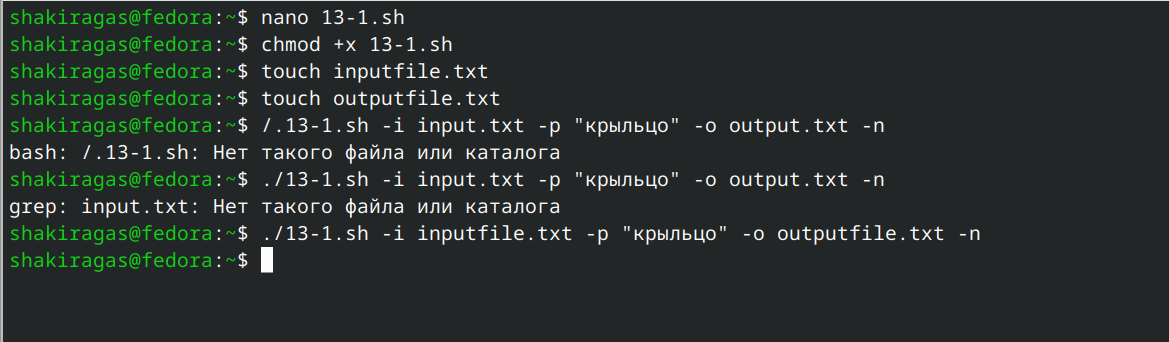 shakiragas@fedora:~$ nano 13-1.sh
shakiragas@fedora:~$ chmod +x 13-1.sh
shakiragas@fedora:~$ touch inputfile.txt
shakiragas@fedora:~$ touch outputfile.txt
shakiragas@fedora:~$ /.13-1.sh -i input.txt -p "крыльцо" -o output.txt -n
bash: /.13-1.sh: Нет такого файла или каталога
shakiragas@fedora:~$ ./13-1.sh -i input.txt -p "крыльцо" -o output.txt -n
grep: input.txt: Нет такого файла или каталога
shakiragas@fedora:~$ ./13-1.sh -i inputfile.txt -p "крыльцо" -o outputfile.txt -n
shakiragas@fedora:~$